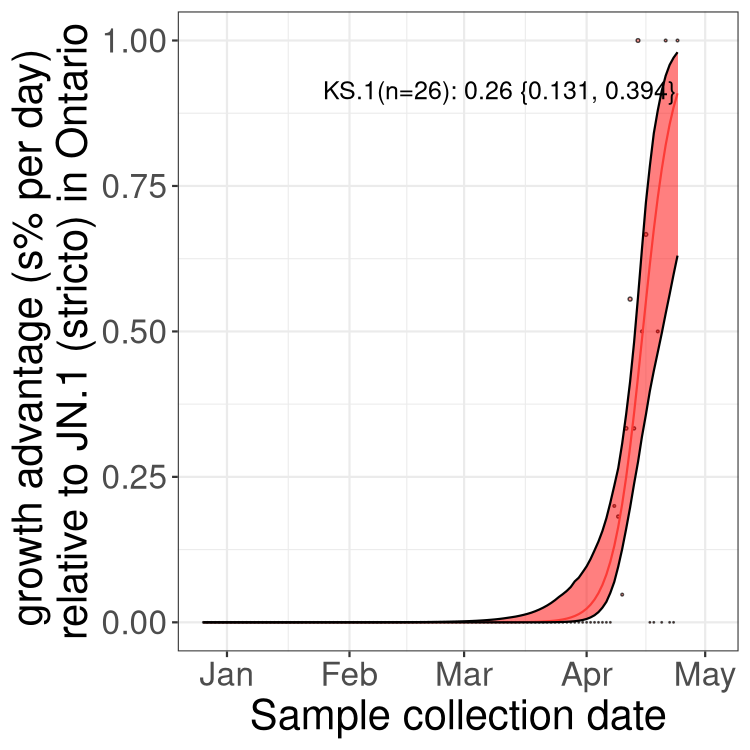 growth advantage (s% per day)
relative to JN.1 (stricto) in Ontario
1.00
0.75
0.50
0.25
0.00
KS.1(n=26): 0.26 {0.131, 0.394}
Jan Feb Mar Apr May
Sample collection date